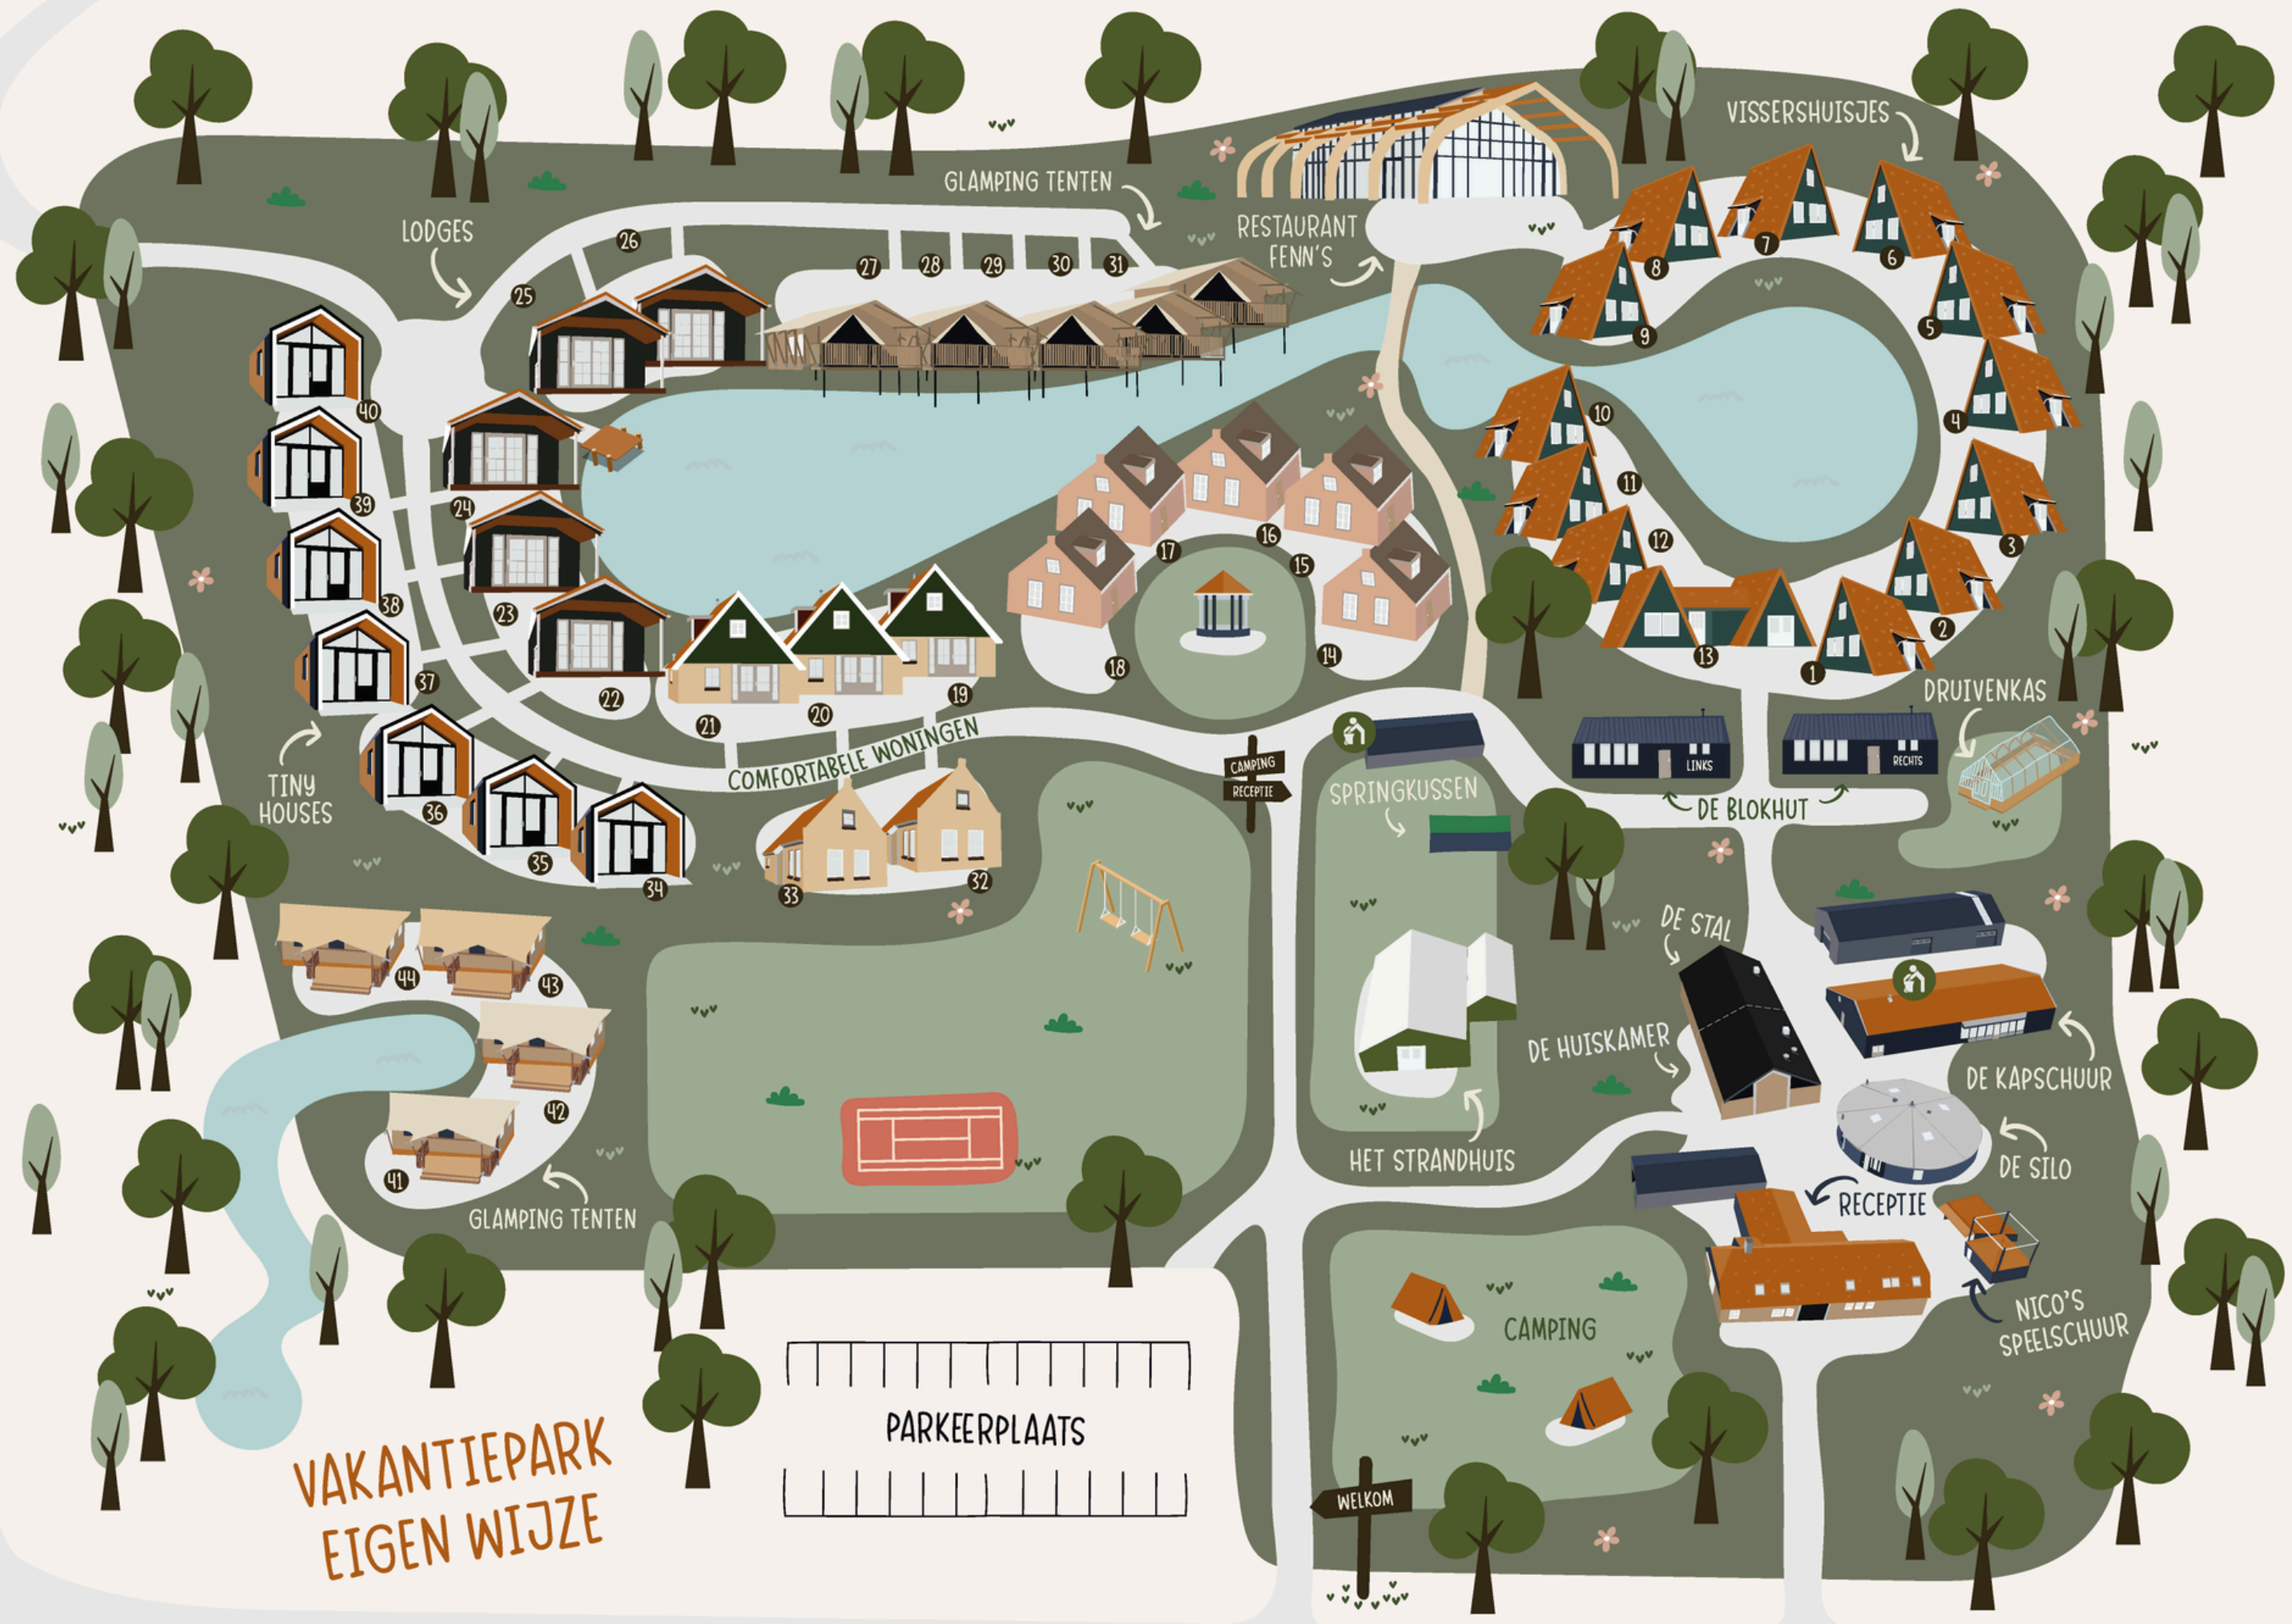 VISSERSHUISJES
GLAMPING TENTEN
LODGES
RESTAURANT
FENN'S
26
7
6
8
27
28
29
30
31
25
5
9
40
10
4
39
24
11
16
12
3
17
15
38
23
2
18
14
13
1
37
22
19
21
20
DRUIVENKAS
COMFORTABELE WONINGEN
CAMPING
RECEPTIE
LINKS
RECHTS
TINY
HOUSES
SPRINGKUSSEN
DE BLOKHUT
36
35
34
33
32
DE STAL
44
43
DE HUISKAMER
DE KAPSCHUUR
42
HET STRANDHUIS
DE SILO
41
GLAMPING TENTEN
RECEPTIE
NICO'S
SPEELSCHUUR
CAMPING
PARKEERPLAATS
WELKOM
VAKANTIEPARK
EIGEN WIJZE